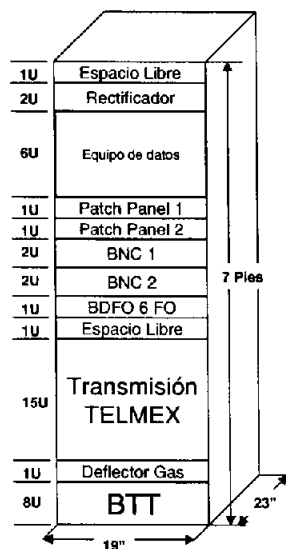 1U Espacio Libre
2U Rectificador
6U Equipo de datos
1U Patch Panel 1
1U Patch Panel 2
2U BNC 1
2U BNC 2
7 Pies
1U BDFO 6 FO
1U Espacio Libre
15U Transmisión
TELMEX
1U Deflector Gas
8U BTT
23"
19"